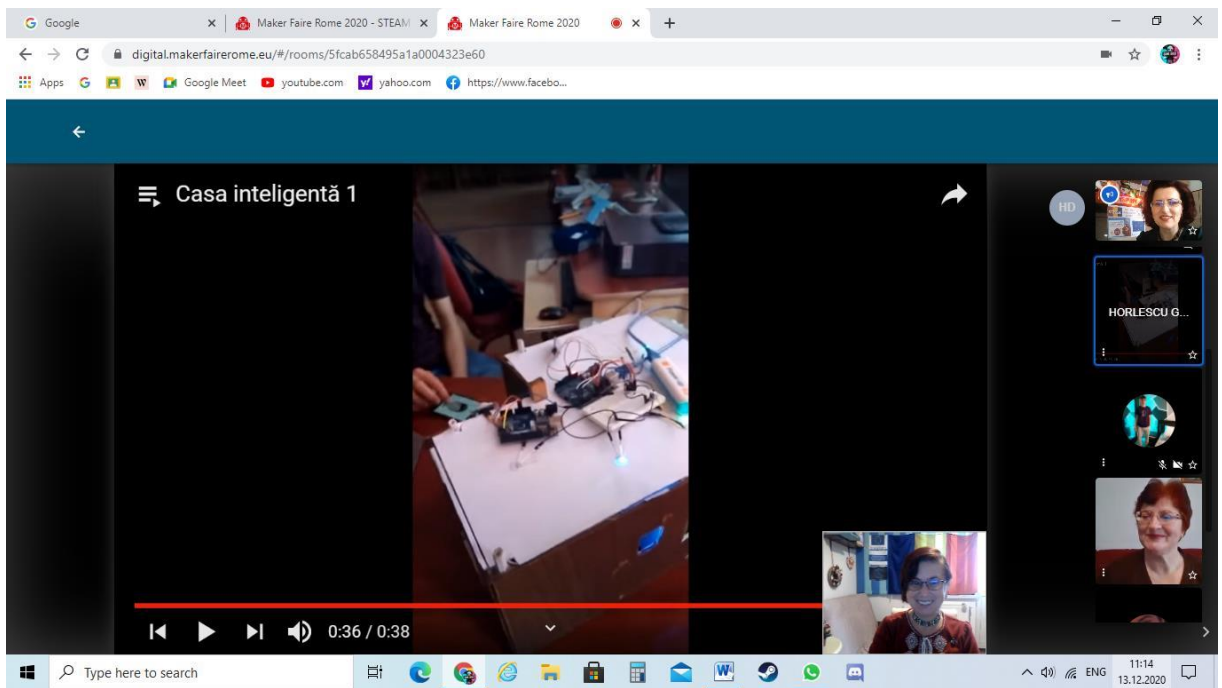 Google
Maker Faire Rome 2020 - STEAM
Maker Faire Rome 2020
digital.makerfairerome.eu/#/rooms/5fcab658495a1a0004323e60
Apps
Google Meet
youtube.com
yahoo.com
https://www.facebo...
Casa inteligentă 1
HD
HORLESCU G...
0:36 / 0:38
Type here to search
ENG
11:14
13.12.2020